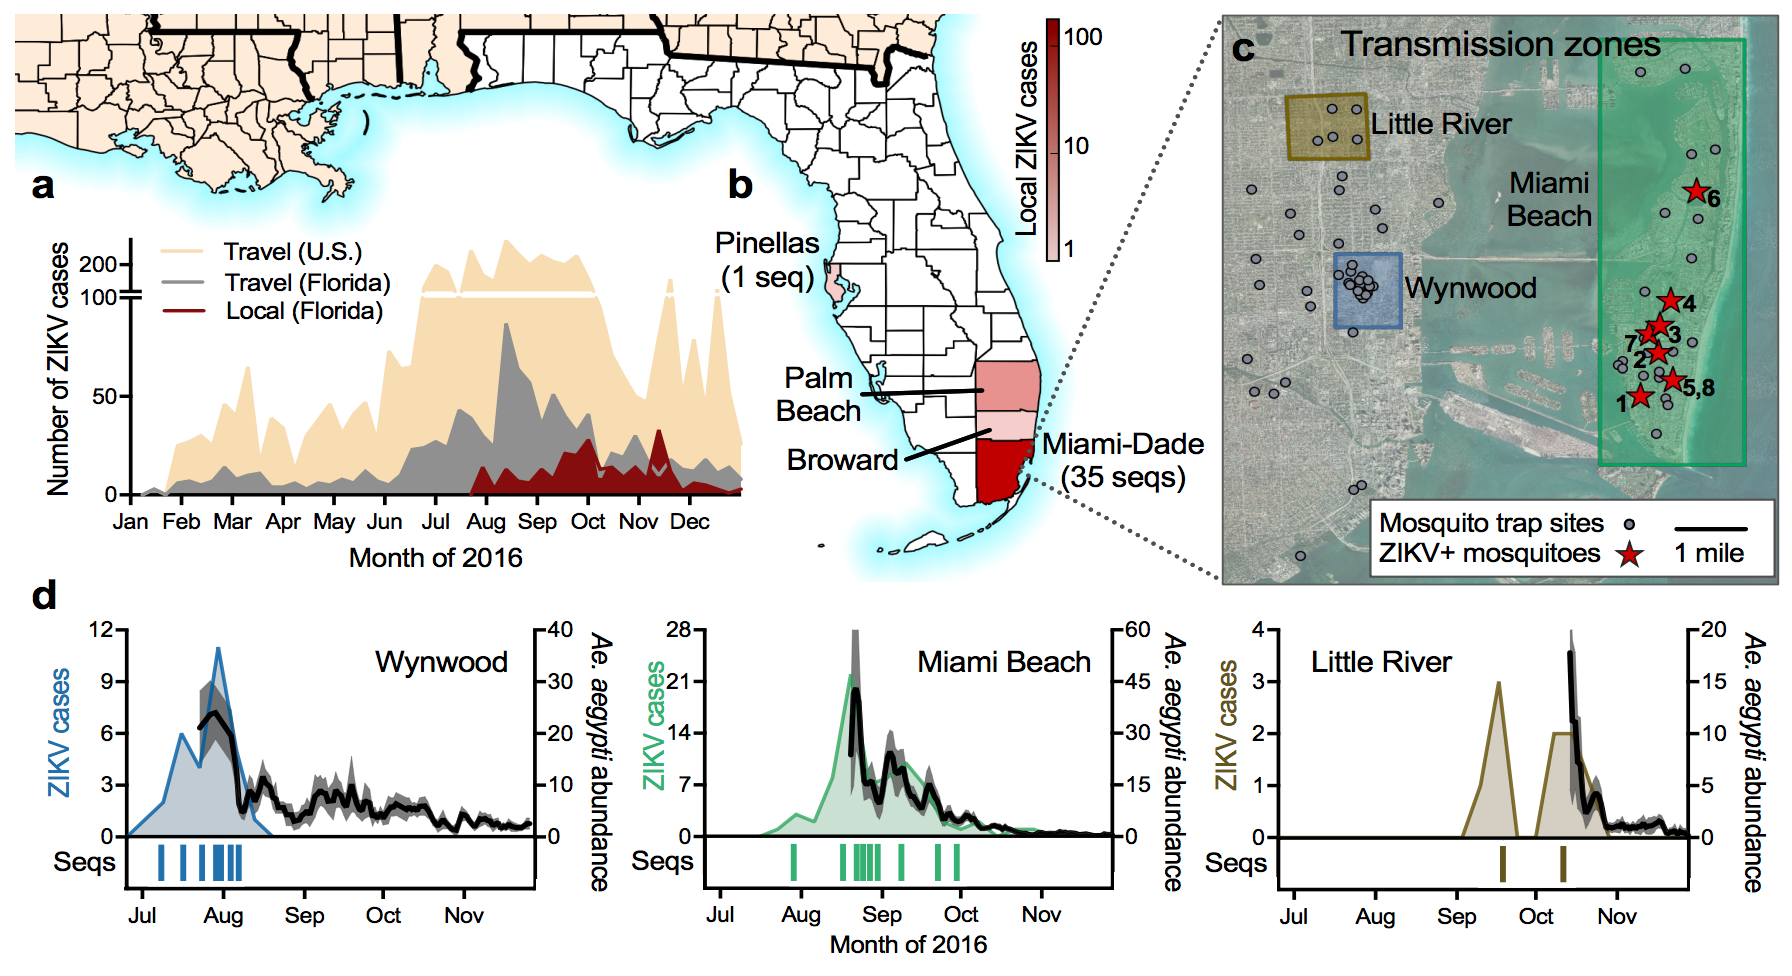 a
Number of ZIKV cases
200
100
50
0
Travel (U.S.)
Travel (Florida)
Local (Florida)
Jan Feb Mar Apr May Jun Jul Aug Sep Oct Nov Dec
Month of 2016
b
Local ZIKV cases
100
10
1
Pinellas
(1 seq)
Palm
Beach
Broward
Miami-Dade
(35 seqs)
c
Transmission zones
Little River
Miami
Beach
Wynwood
6
4
3
7
2
5,8
1
Mosquito trap sites
ZIKV+ mosquitoes
1 mile
d
Wynwood
ZIKV cases
12
9
6
3
0
40
30
20
10
0
Ae. aegypti abundance
Seqs
Jul Aug Sep Oct Nov
Miami Beach
ZIKV cases
28
21
14
7
0
60
45
30
15
0
Ae. aegypti abundance
Seqs
Jul Aug Sep Oct Nov
Month of 2016
Little River
ZIKV cases
4
3
2
1
0
20
15
10
5
0
Ae. aegypti abundance
Seqs
Jul Aug Sep Oct Nov